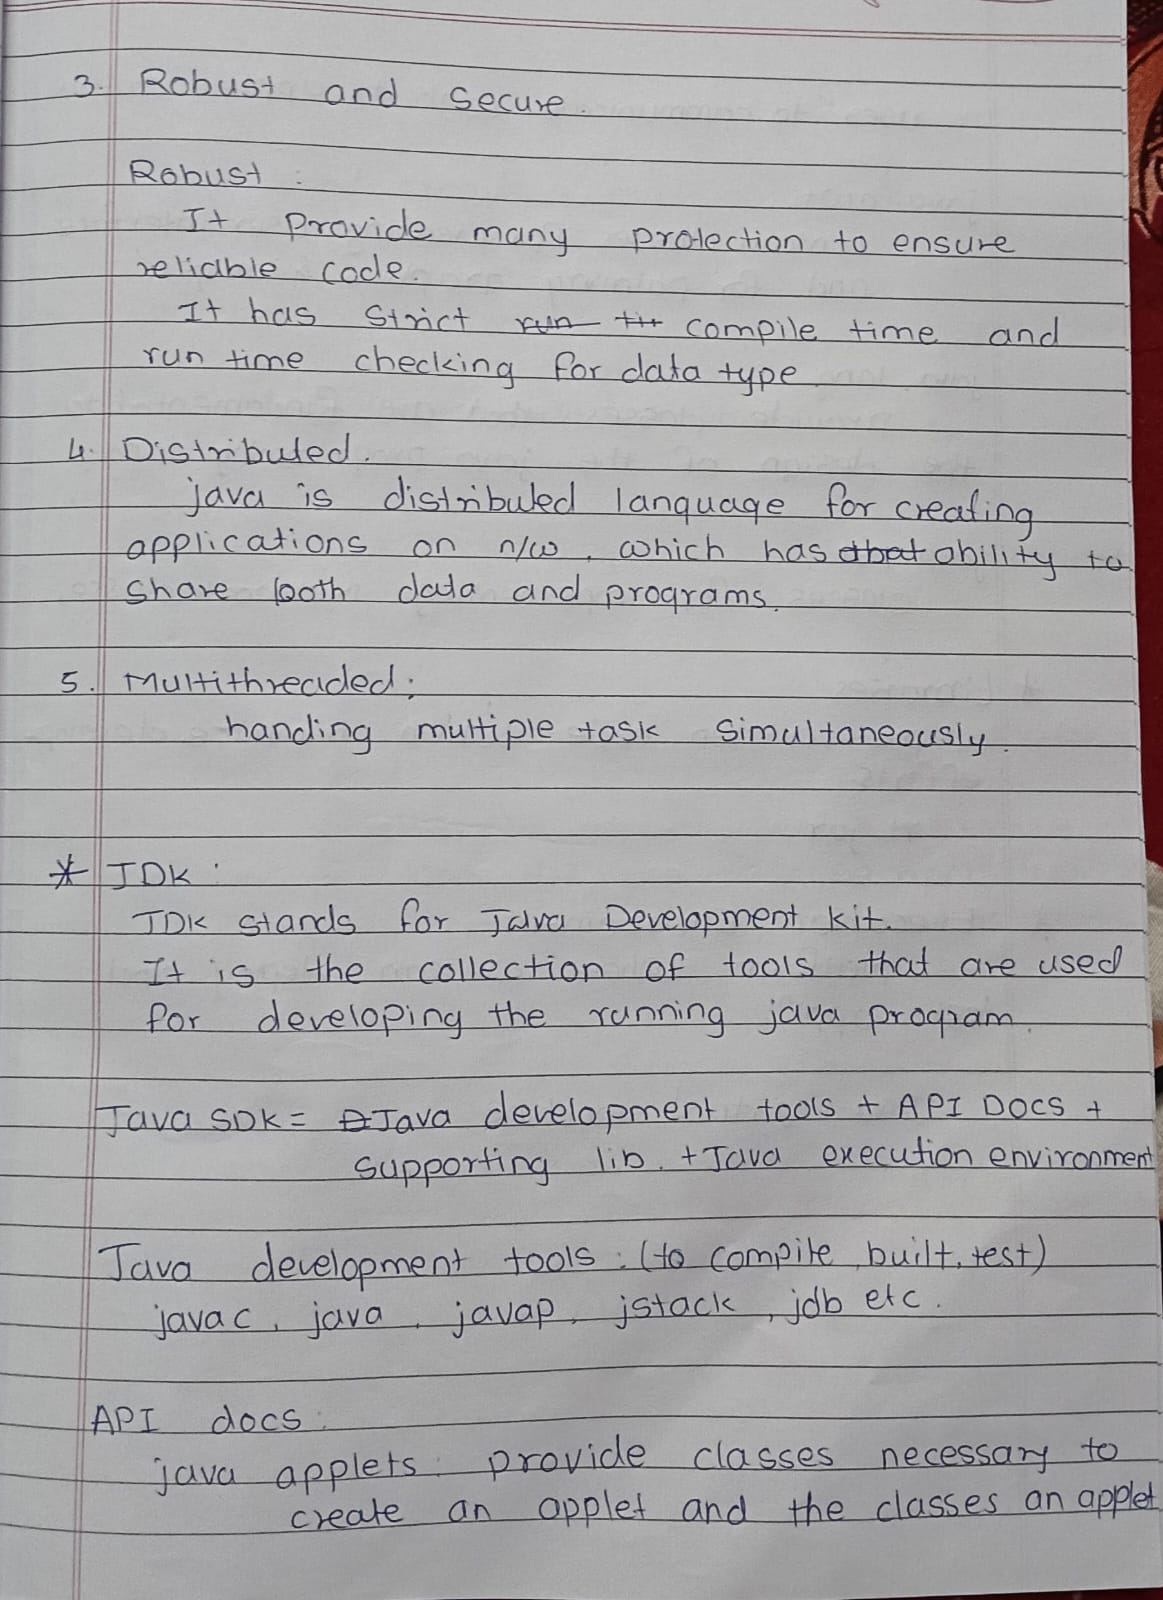 3. Robust and secure.
Robust :
It provide many protection to ensure
reliable code.
It has strict run compile time and
run time checking for data type.
4. Distributed.
java is distributed language for creating
applications on n/w, which has that ability to
share both data and programs.
5. Multithreaded:
handing multiple task simultaneously.
* JDK :
JDK stands for Java Development kit.
It is the collection of tools that are used
for developing the running java program.
Java SDK = Java development tools + API DOCS +
supporting lib. + Java execution environment
Java development tools : (to compile, built, test)
javac, java, javap, jstack, jdb etc.
API docs :
java applets : provide classes necessary to
create an applet and the classes an applet